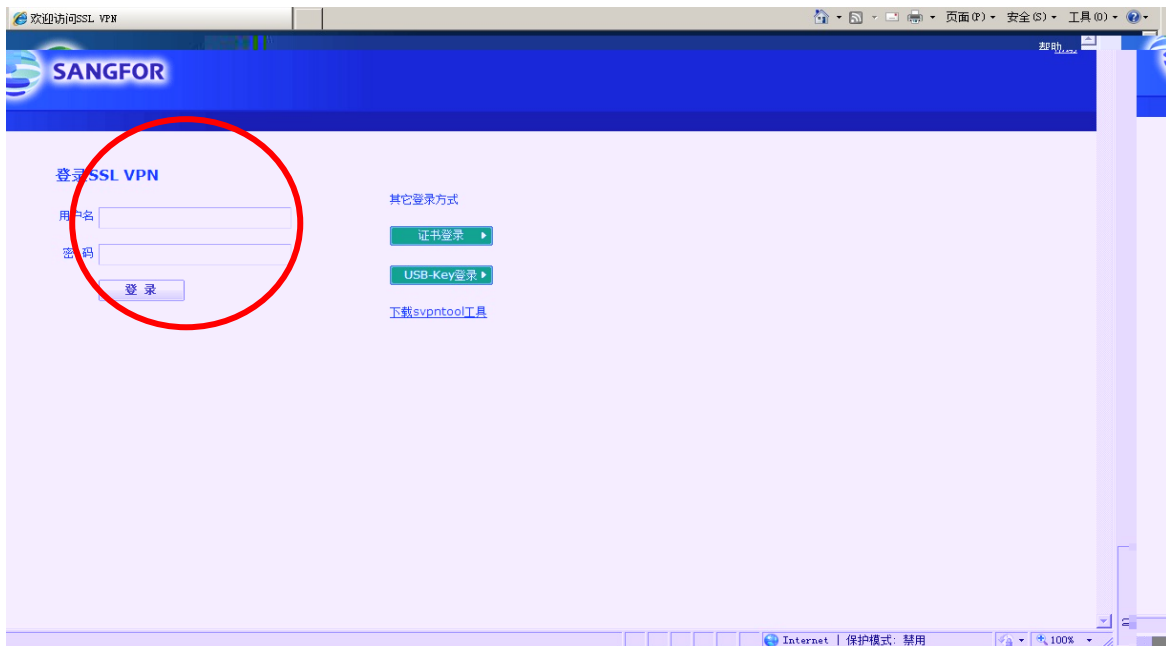 欢迎访问SSL VPN
页面(P) 安全(S) 工具(O)
SANGFOR
登录SSL VPN
用户名
密 码
登 录
其它登录方式
证书登录
USB-Key登录
下载svpntool工具
Internet | 保护模式: 禁用
100%